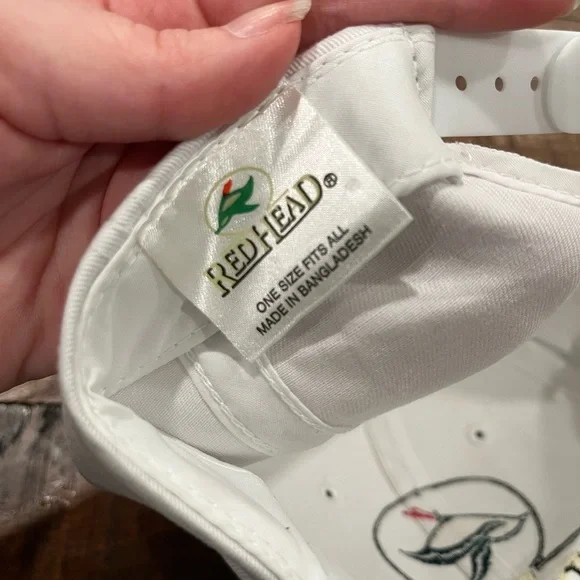 REDHEAD®
ONE SIZE FITS ALL
MADE IN BANGLADESH